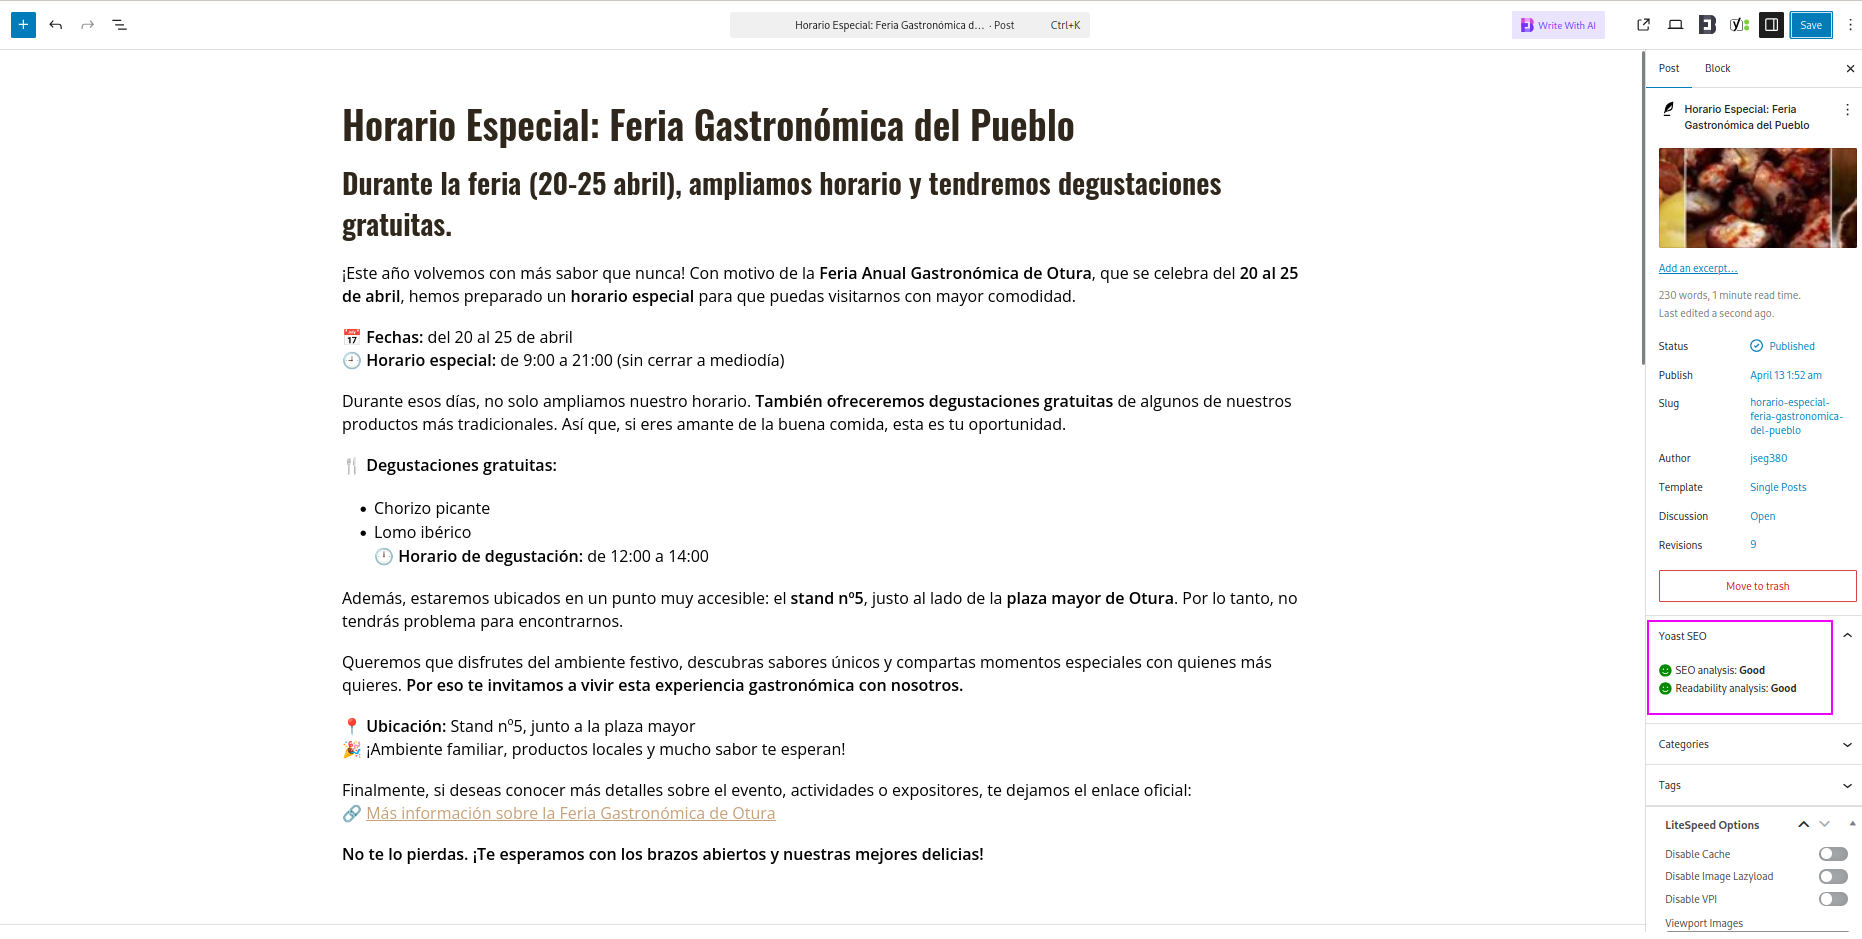 Horario Especial: Feria Gastronómica d... · Post Ctrl+K
Write With AI
Save
Horario Especial: Feria Gastronómica del Pueblo
Durante la feria (20-25 abril), ampliamos horario y tendremos degustaciones
gratuitas.
¡Este año volvemos con más sabor que nunca! Con motivo de la Feria Anual Gastronómica de Otura, que se celebra del 20 al 25
de abril, hemos preparado un horario especial para que puedas visitarnos con mayor comodidad.
📅 Fechas: del 20 al 25 de abril
🕘 Horario especial: de 9:00 a 21:00 (sin cerrar a mediodía)
Durante esos días, no solo ampliamos nuestro horario. También ofreceremos degustaciones gratuitas de algunos de nuestros
productos más tradicionales. Así que, si eres amante de la buena comida, esta es tu oportunidad.
🍴 Degustaciones gratuitas:
• Chorizo picante
• Lomo ibérico
🕛 Horario de degustación: de 12:00 a 14:00
Además, estaremos ubicados en un punto muy accesible: el stand nº5, justo al lado de la plaza mayor de Otura. Por lo tanto, no
tendrás problema para encontrarnos.
Queremos que disfrutes del ambiente festivo, descubras sabores únicos y compartas momentos especiales con quienes más
quieres. Por eso te invitamos a vivir esta experiencia gastronómica con nosotros.
📍 Ubicación: Stand nº5, junto a la plaza mayor
🎉 ¡Ambiente familiar, productos locales y mucho sabor te esperan!
Finalmente, si deseas conocer más detalles sobre el evento, actividades o expositores, te dejamos el enlace oficial:
🔗 Más información sobre la Feria Gastronómica de Otura
No te lo pierdas. ¡Te esperamos con los brazos abiertos y nuestras mejores delicias!
Post Block
Horario Especial: Feria
Gastronómica del Pueblo
Add an excerpt...
230 words, 1 minute read time.
Last edited a second ago.
Status Published
Publish April 13 1:52 am
Slug horario-especial-
feria-gastronomica-
del-pueblo
Author jseg380
Template Single Posts
Discussion Open
Revisions 9
Move to trash
Yoast SEO
SEO analysis: Good
Readability analysis: Good
Categories
Tags
LiteSpeed Options
Disable Cache
Disable Image Lazyload
Disable VPI
Viewport Images